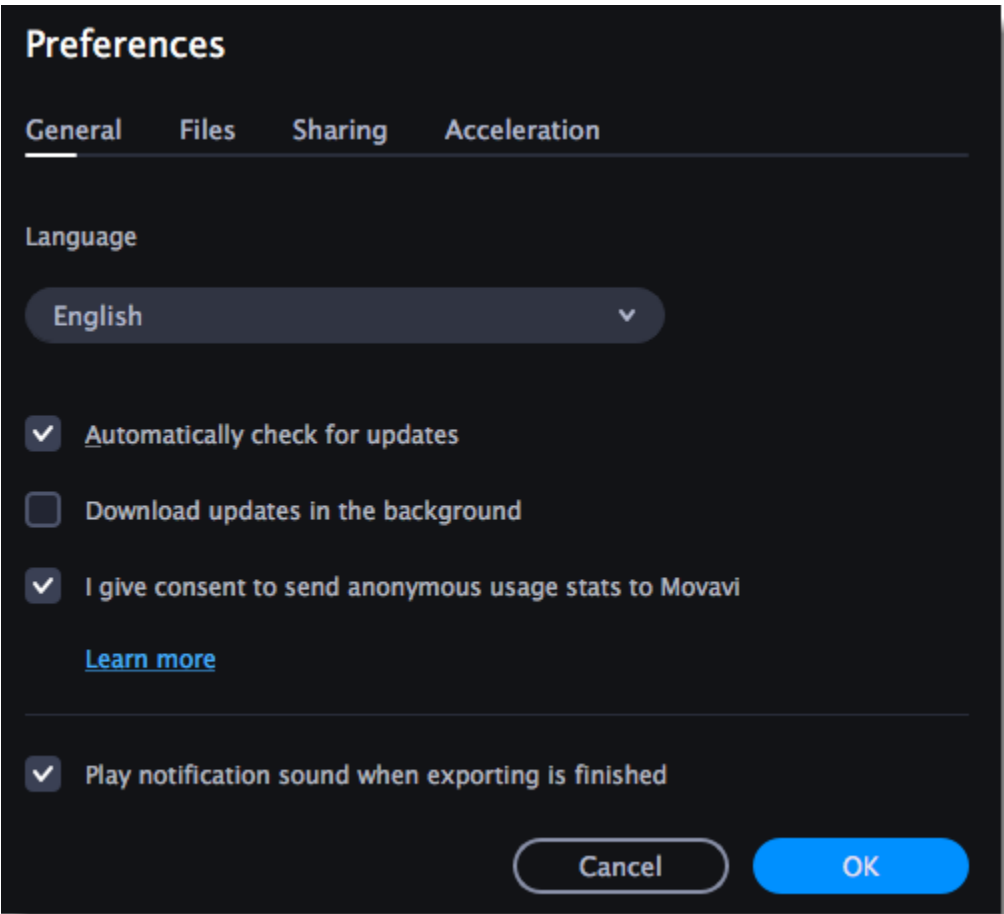 Preferences
General Files Sharing Acceleration
Language
English
Automatically check for updates
Download updates in the background
I give consent to send anonymous usage stats to Movavi
Learn more
Play notification sound when exporting is finished
Cancel OK